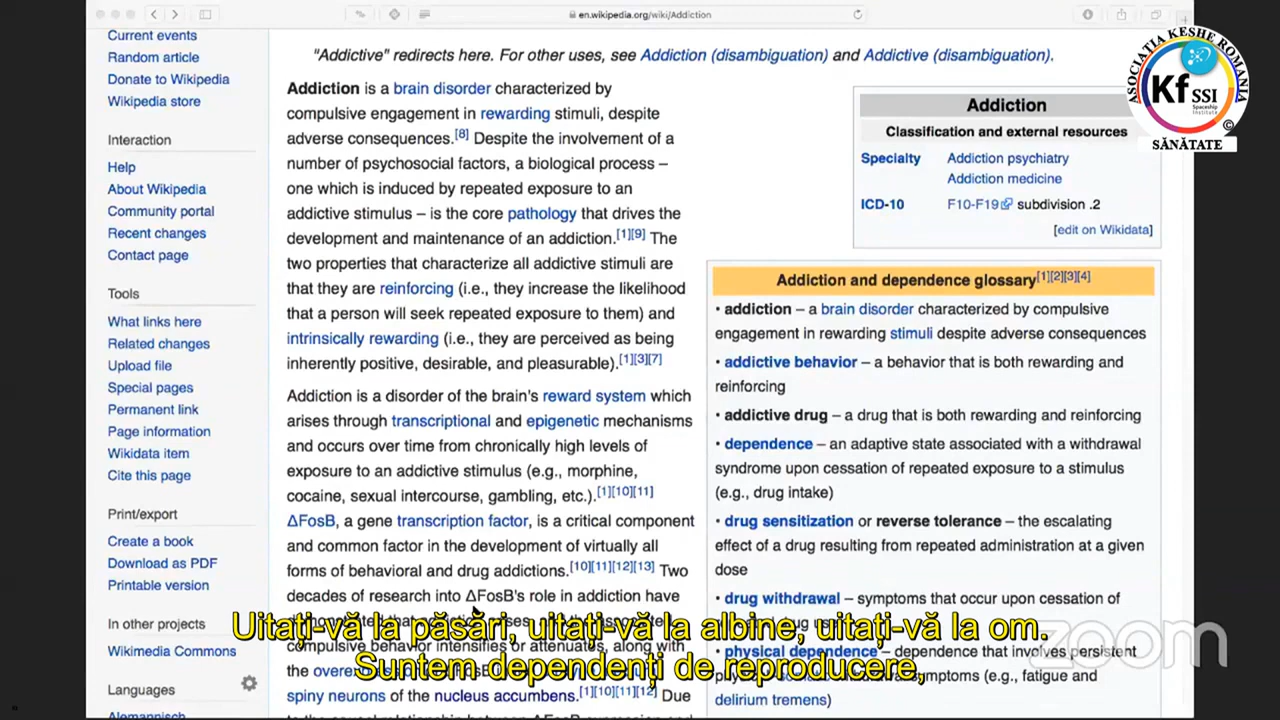 en.wikipedia.org/wiki/Addiction
Current events
Random article
Donate to Wikipedia
Wikipedia store
Interaction
Help
About Wikipedia
Community portal
Recent changes
Contact page
Tools
What links here
Related changes
Upload file
Special pages
Permanent link
Page information
Wikidata item
Cite this page
Print/export
Create a book
Download as PDF
Printable version
In other projects
Wikimedia Commons
Languages
Alemannisch
"Addictive" redirects here. For other uses, see Addiction (disambiguation) and Addictive (disambiguation).
Addiction is a brain disorder characterized by
compulsive engagement in rewarding stimuli, despite
adverse consequences.[8] Despite the involvement of a
number of psychosocial factors, a biological process –
one which is induced by repeated exposure to an
addictive stimulus – is the core pathology that drives the
development and maintenance of an addiction.[1][9] The
two properties that characterize all addictive stimuli are
that they are reinforcing (i.e., they increase the likelihood
that a person will seek repeated exposure to them) and
intrinsically rewarding (i.e., they are perceived as being
inherently positive, desirable, and pleasurable).[1][3][7]
Addiction is a disorder of the brain's reward system which
arises through transcriptional and epigenetic mechanisms
and occurs over time from chronically high levels of
exposure to an addictive stimulus (e.g., morphine,
cocaine, sexual intercourse, gambling, etc.).[1][10][11]
ΔFosB, a gene transcription factor, is a critical component
and common factor in the development of virtually all
forms of behavioral and drug addictions.[10][11][12][13] Two
decades of research into ΔFosB's role in addiction have
compulsive behavior intensifies or attenuates, along with
the
spiny neurons of the nucleus accumbens.[1][10][11][12] Due
Addiction
Classification and external resources
Specialty Addiction psychiatry
Addiction medicine
ICD-10 F10-F19 subdivision .2
[edit on Wikidata]
Addiction and dependence glossary[1][2][3][4]
• addiction – a brain disorder characterized by compulsive
engagement in rewarding stimuli despite adverse consequences
• addictive behavior – a behavior that is both rewarding and
reinforcing
• addictive drug – a drug that is both rewarding and reinforcing
• dependence – an adaptive state associated with a withdrawal
syndrome upon cessation of repeated exposure to a stimulus
(e.g., drug intake)
• drug sensitization or reverse tolerance – the escalating
effect of a drug resulting from repeated administration at a given
dose
• drug withdrawal – symptoms that occur upon cessation of
• physical dependence – dependence that involves persistent
symptoms (e.g., fatigue and
delirium tremens)
ASOCIATIA KESHE ROMANIA
Kf SSI
Spaceship
Institute
©
SĂNĂTATE
zoom
Uitați-vă la păsări, uitați-vă la albine, uitați-vă la om.
Suntem dependenți de reproducere,